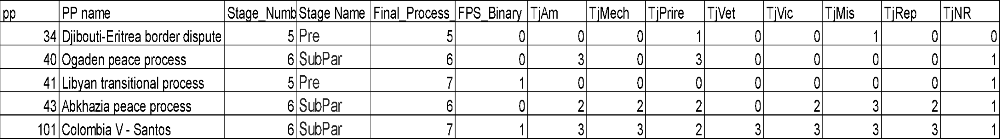 pp PP name Stage_Numb Stage Name Final_Process_ FPS_Binary TjAm TjMech TjPrire TjVet TjVic TjMis TjRep TjNR
34 Djibouti-Eritrea border dispute 5 Pre 5 0 0 0 1 0 0 1 0 0
40 Ogaden peace process 6 SubPar 6 0 3 0 3 0 0 0 0 1
41 Libyan transitional process 5 Pre 7 1 0 0 0 0 0 0 0 1
43 Abkhazia peace process 6 SubPar 6 0 2 2 2 0 2 3 2 1
101 Colombia V - Santos 6 SubPar 7 1 3 3 2 3 3 3 3 1